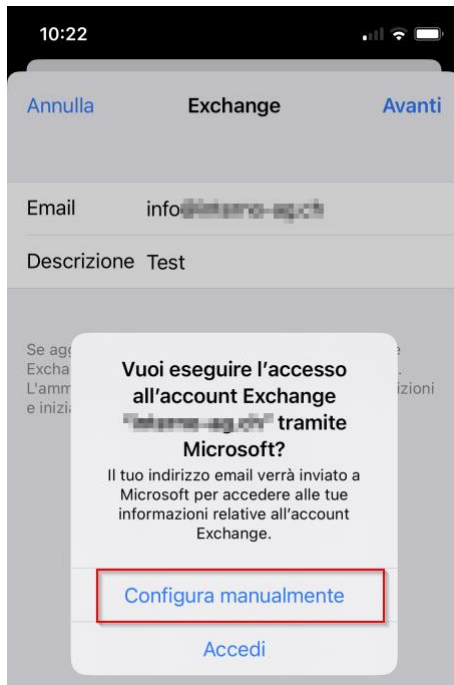 10:22
Annulla Exchange Avanti
Email info
Descrizione Test
Se agg
Excha
L'amm izioni
e inizia
Vuoi eseguire l'accesso
all'account Exchange
tramite
Microsoft?
Il tuo indirizzo email verrà inviato a
Microsoft per accedere alle tue
informazioni relative all'account
Exchange.
Configura manualmente
Accedi